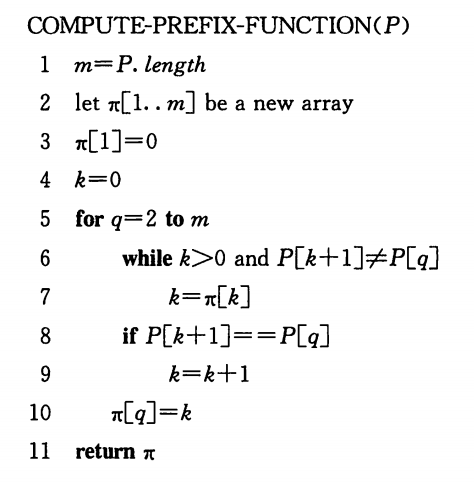 COMPUTE-PREFIX-FUNCTION(P)
1 m=P. length
2 let π[1..m] be a new array
3 π[1]=0
4 k=0
5 for q=2 to m
6 while k>0 and P[k+1]≠P[q]
7 k=π[k]
8 if P[k+1]==P[q]
9 k=k+1
10 π[q]=k
11 return π